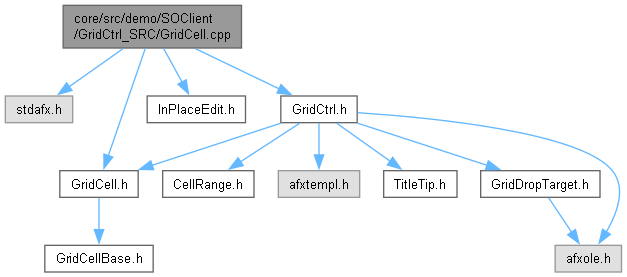 core/src/demo/SOClient
/GridCtrl_SRC/GridCell.cpp
stdafx.h
InPlaceEdit.h
GridCtrl.h
GridCell.h
CellRange.h
afxtempl.h
TitleTip.h
GridDropTarget.h
GridCellBase.h
afxole.h